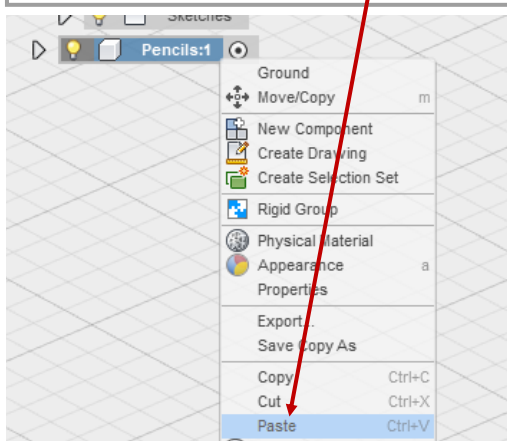 Sketches
Pencils:1
Ground
Move/Copy m
New Component
Create Drawing
Create Selection Set
Rigid Group
Physical Material
Appearance a
Properties
Export...
Save Copy As
Copy Ctrl+C
Cut Ctrl+X
Paste Ctrl+V